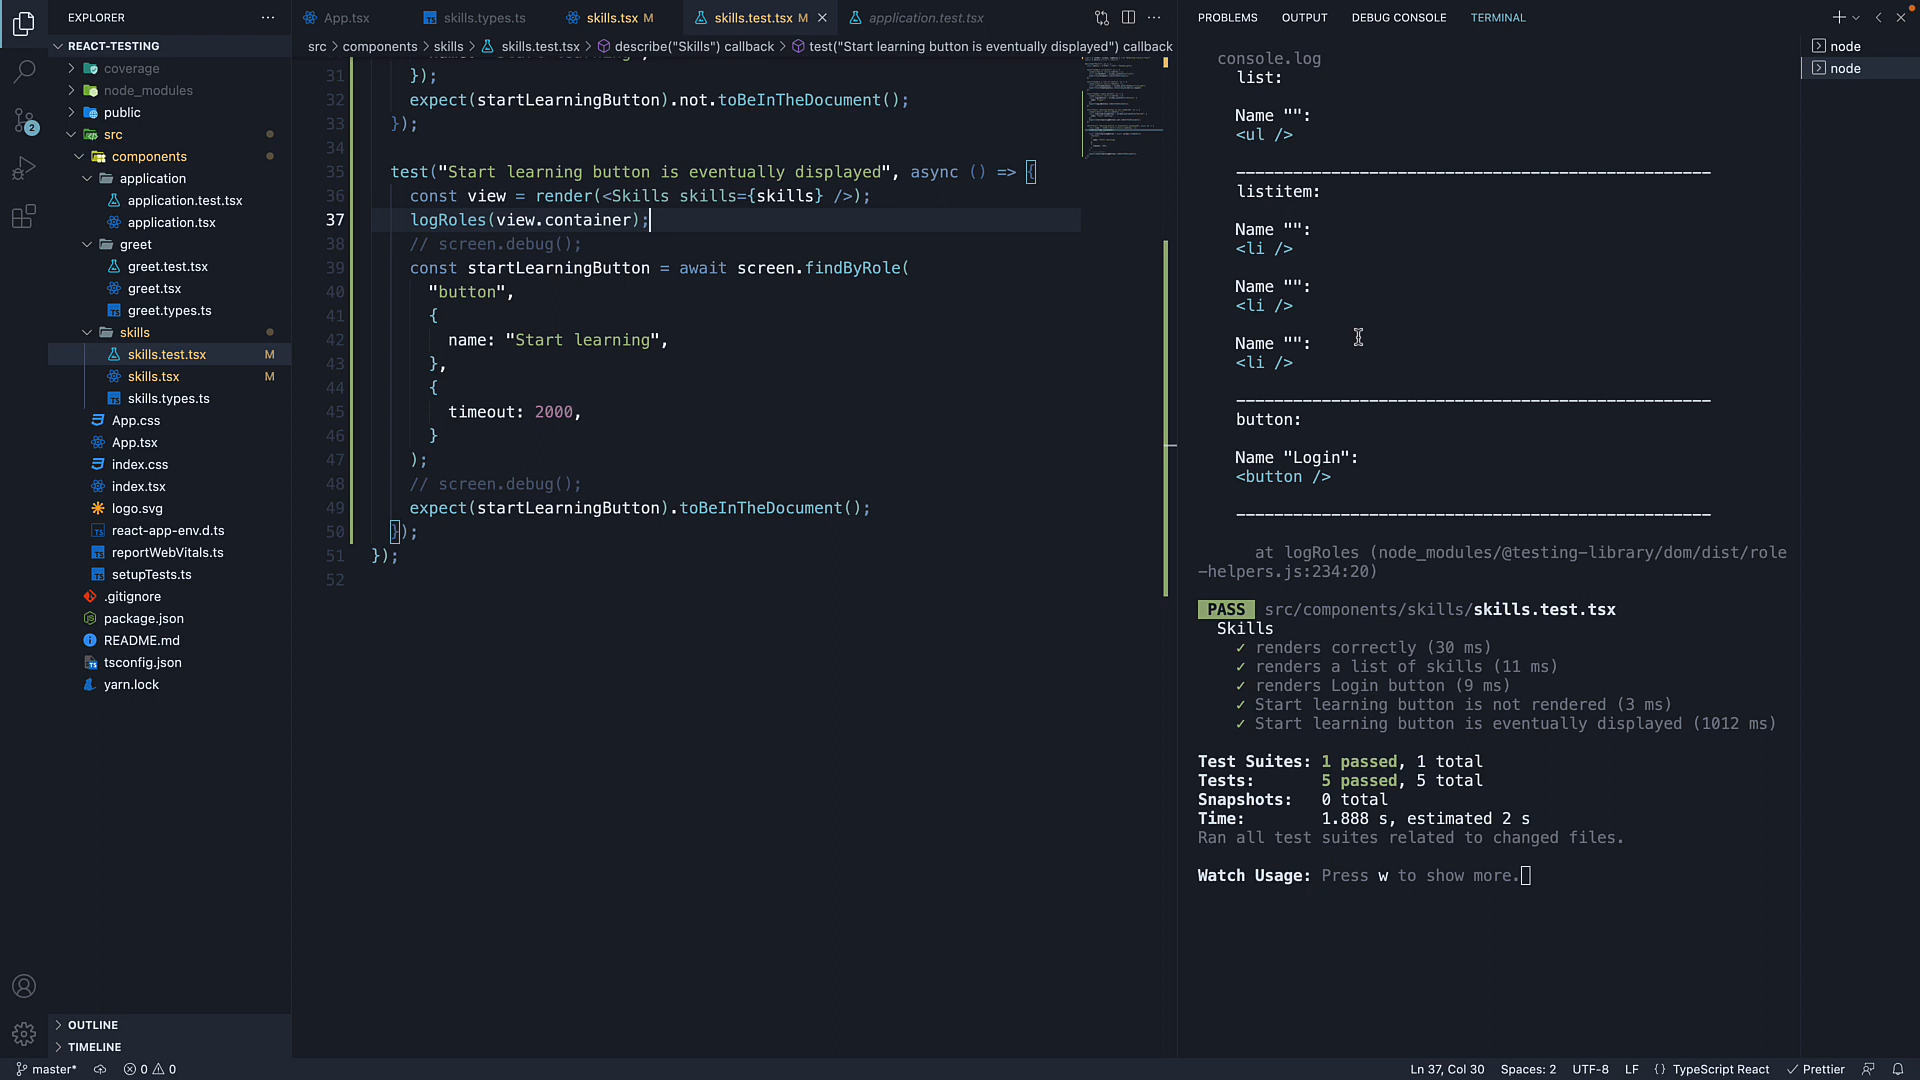 EXPLORER
REACT-TESTING
coverage
node_modules
public
src
components
application
application.test.tsx
application.tsx
greet
greet.test.tsx
greet.tsx
greet.types.ts
skills
skills.test.tsx M
skills.tsx M
skills.types.ts
App.css
App.tsx
index.css
index.tsx
logo.svg
react-app-env.d.ts
reportWebVitals.ts
setupTests.ts
.gitignore
package.json
README.md
tsconfig.json
yarn.lock
OUTLINE
TIMELINE
2
App.tsx
skills.types.ts
skills.tsx M
skills.test.tsx M
application.test.tsx
src > components > skills > skills.test.tsx > describe("Skills") callback > test("Start learning button is eventually displayed") callback
31 });
32 expect(startLearningButton).not.toBeInTheDocument();
33 });
34
35 test("Start learning button is eventually displayed", async () => {
36 const view = render(<Skills skills={skills} />);
37 logRoles(view.container);
38 // screen.debug();
39 const startLearningButton = await screen.findByRole(
40 "button",
41 {
42 name: "Start learning",
43 },
44 {
45 timeout: 2000,
46 }
47 );
48 // screen.debug();
49 expect(startLearningButton).toBeInTheDocument();
50 });
51 });
52
PROBLEMS OUTPUT DEBUG CONSOLE TERMINAL
node
node
console.log
list:
Name "":
<ul />
--------------------------------------------------
listitem:
Name "":
<li />
Name "":
<li />
Name "":
<li />
--------------------------------------------------
button:
Name "Login":
<button />
--------------------------------------------------
at logRoles (node_modules/@testing-library/dom/dist/role
-helpers.js:234:20)
PASS src/components/skills/skills.test.tsx
Skills
✓ renders correctly (30 ms)
✓ renders a list of skills (11 ms)
✓ renders Login button (9 ms)
✓ Start learning button is not rendered (3 ms)
✓ Start learning button is eventually displayed (1012 ms)
Test Suites: 1 passed, 1 total
Tests: 5 passed, 5 total
Snapshots: 0 total
Time: 1.888 s, estimated 2 s
Ran all test suites related to changed files.
Watch Usage: Press w to show more.
master* 0 0
Ln 37, Col 30 Spaces: 2 UTF-8 LF {} TypeScript React Prettier